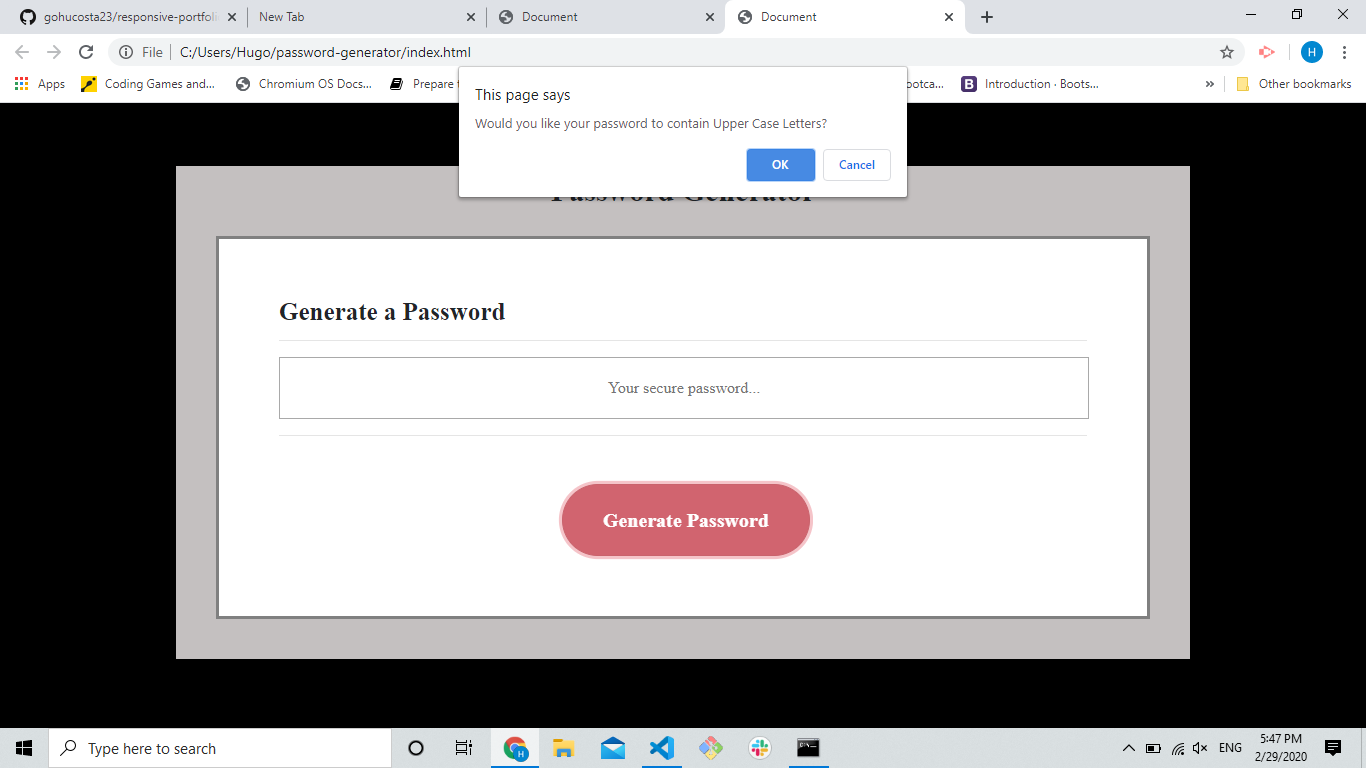 gohucosta23/responsive-portfoli
New Tab
Document
Document
File
C:/Users/Hugo/password-generator/index.html
H
Apps
Coding Games and...
Chromium OS Docs...
Prepare
B
Introduction · Boots...
»
Other bookmarks
This page says
Would you like your password to contain Upper Case Letters?
OK
Cancel
Password Generator
Generate a Password
Your secure password...
Generate Password
Type here to search
H
ENG
5:47 PM
2/29/2020